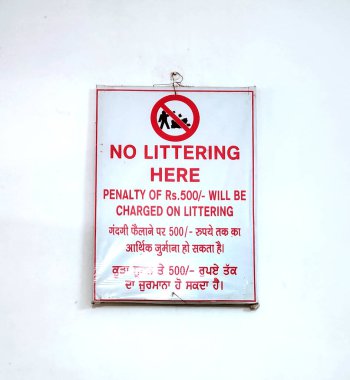 NO LITTERING
HERE
PENALTY OF Rs.500/- WILL BE
CHARGED ON LITTERING
गंदगी फैलाने पर 500/- रुपये तक का
आर्थिक जुर्माना हो सकता है।
ਕੂੜਾ ਤੇ 500/- ਰੁਪਏ ਤੱਕ
ਦਾ ਜੁਰਮਾਨਾ ਹੋ ਸਕਦਾ ਹੈ।